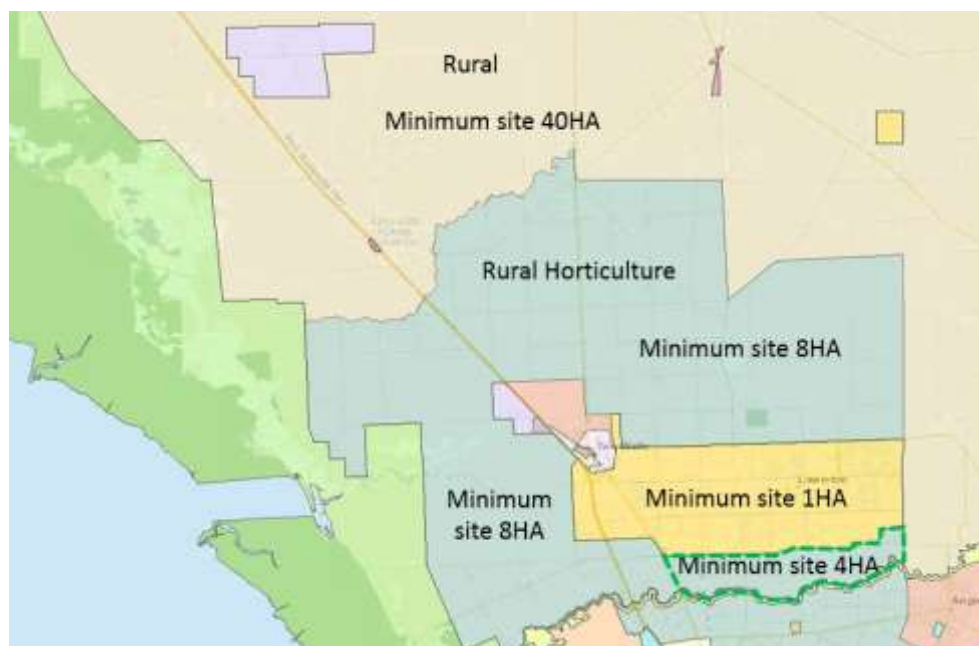 Rural
Minimum site 40HA
Rural Horticulture
Minimum site 8HA
Minimum site 1HA
Minimum
site 8HA
Minimum site 4HA